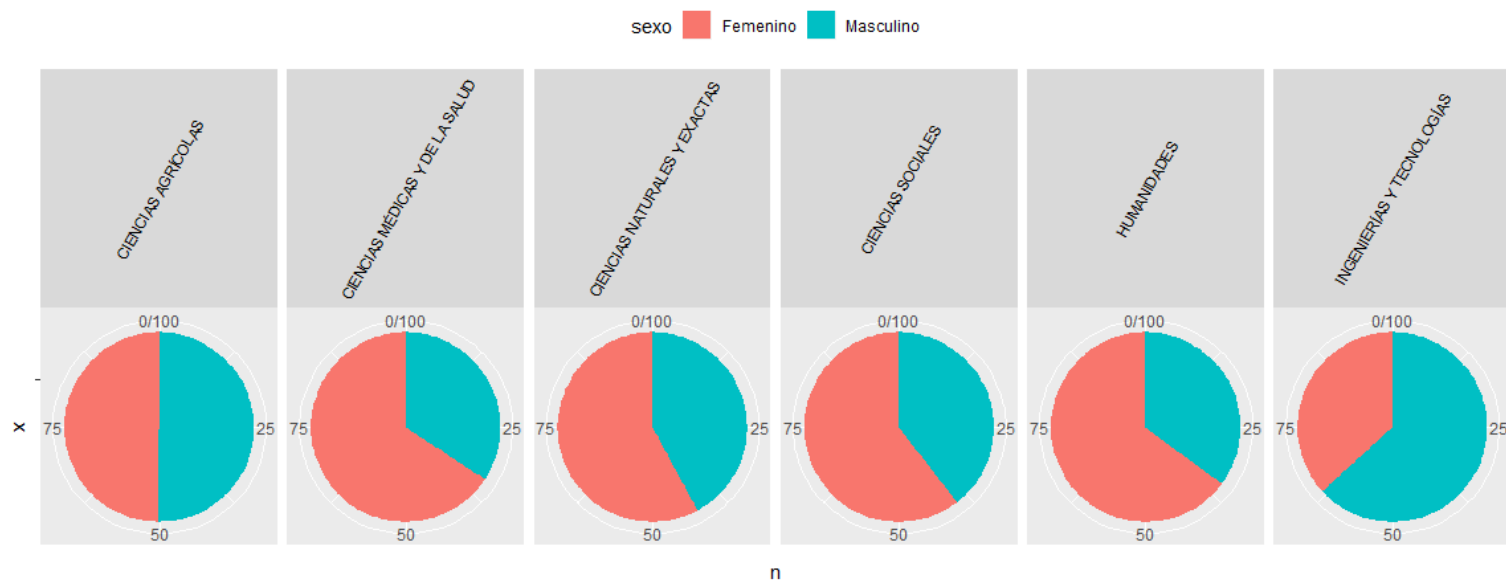 sexo Femenino Masculino
CIENCIAS AGRÍCOLAS
CIENCIAS MÉDICAS Y DE LA SALUD
CIENCIAS NATURALES Y EXACTAS
CIENCIAS SOCIALES
HUMANIDADES
INGENIERÍAS Y TECNOLOGÍAS
0/100 0/100 0/100 0/100 0/100 0/100
x
75 25 75 25 75 25 75 25 75 25 75 25
50 50 50 50 50 50
n